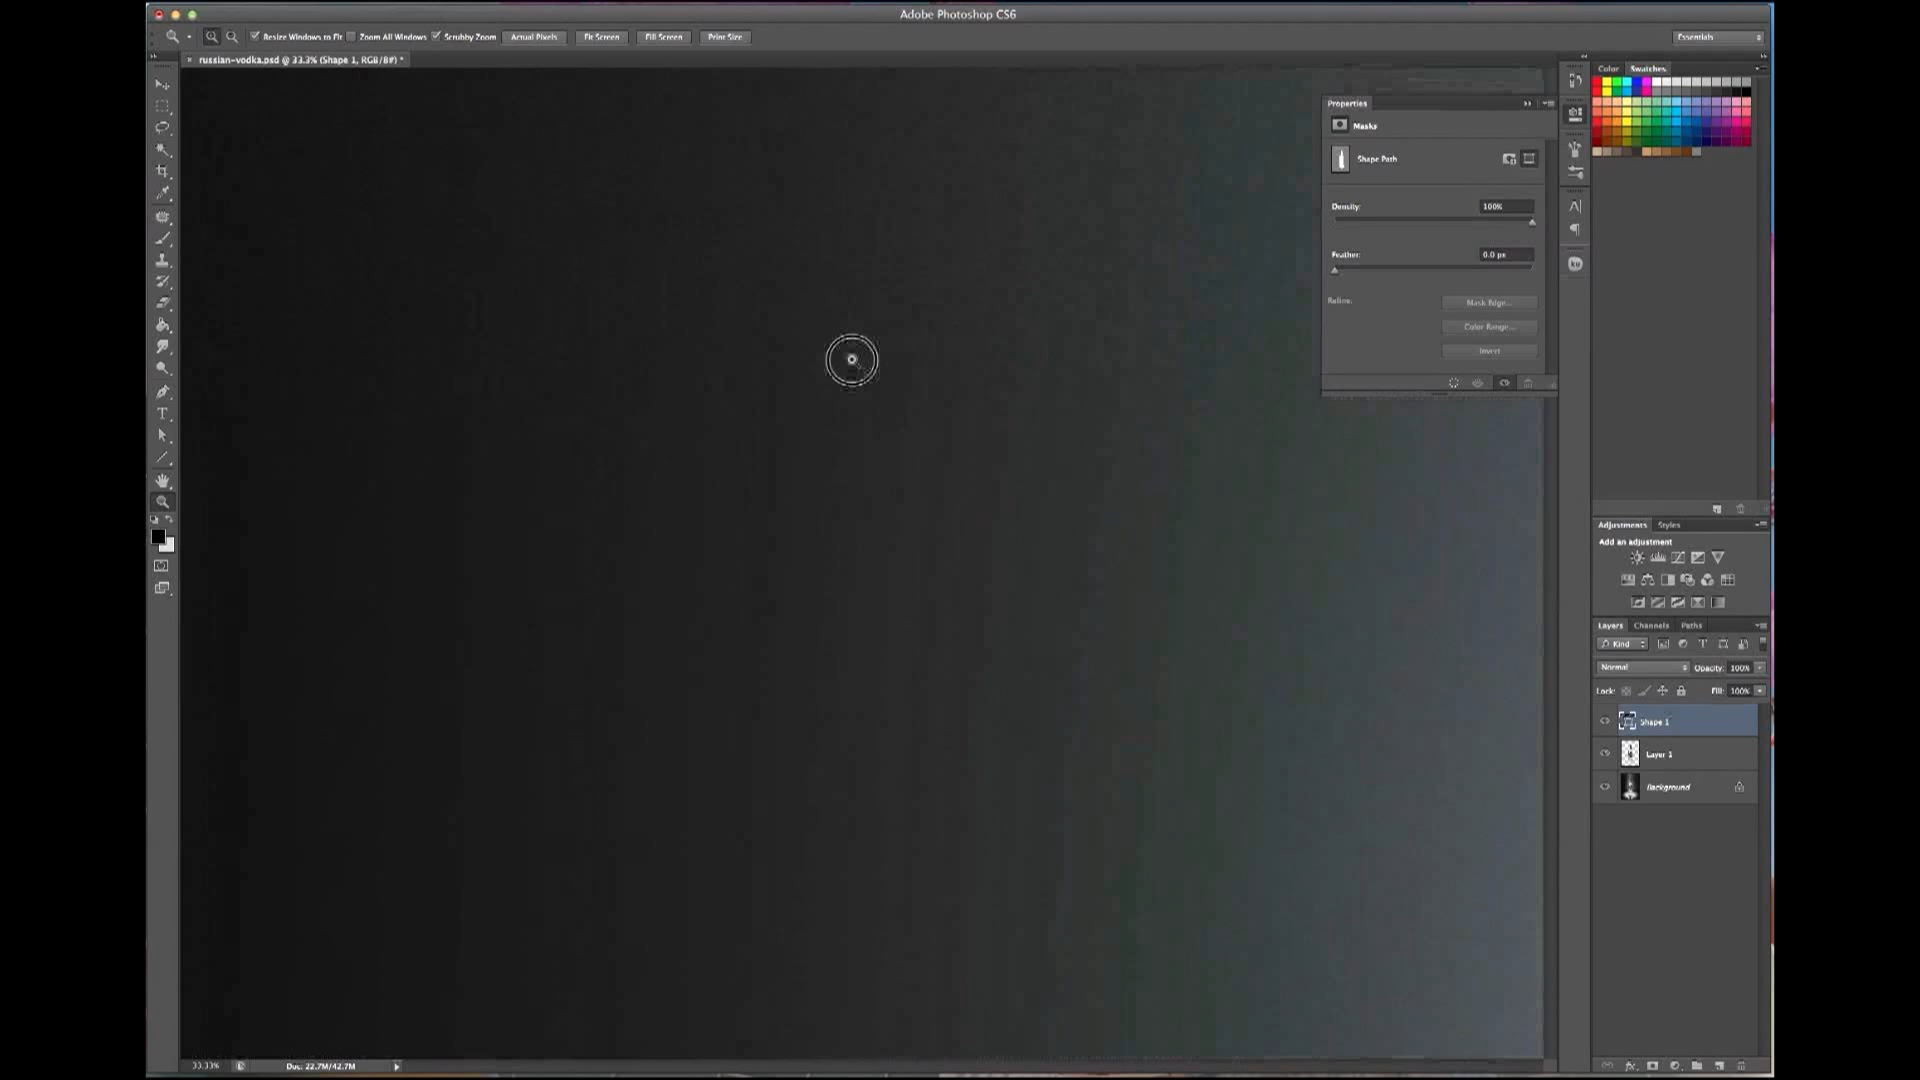 Adobe Photoshop CS6
Resize Windows to Fit Zoom All Windows Scrubby Zoom Actual Pixels Fit Screen Fill Screen Print Size Essentials
× russian-vodka.psd @ 33.3% (Shape 1, RGB/8#) *
Color Swatches
Properties
Masks
Shape Path
Density: 100%
Feather: 0.0 px
Refine: Mask Edge...
Color Range...
Invert
Adjustments Styles
Add an adjustment
Layers Channels Paths
Kind
Normal Opacity: 100%
Lock: Fill: 100%
Shape 1
Layer 1
Background
33.33% Doc: 22.7M/42.7M